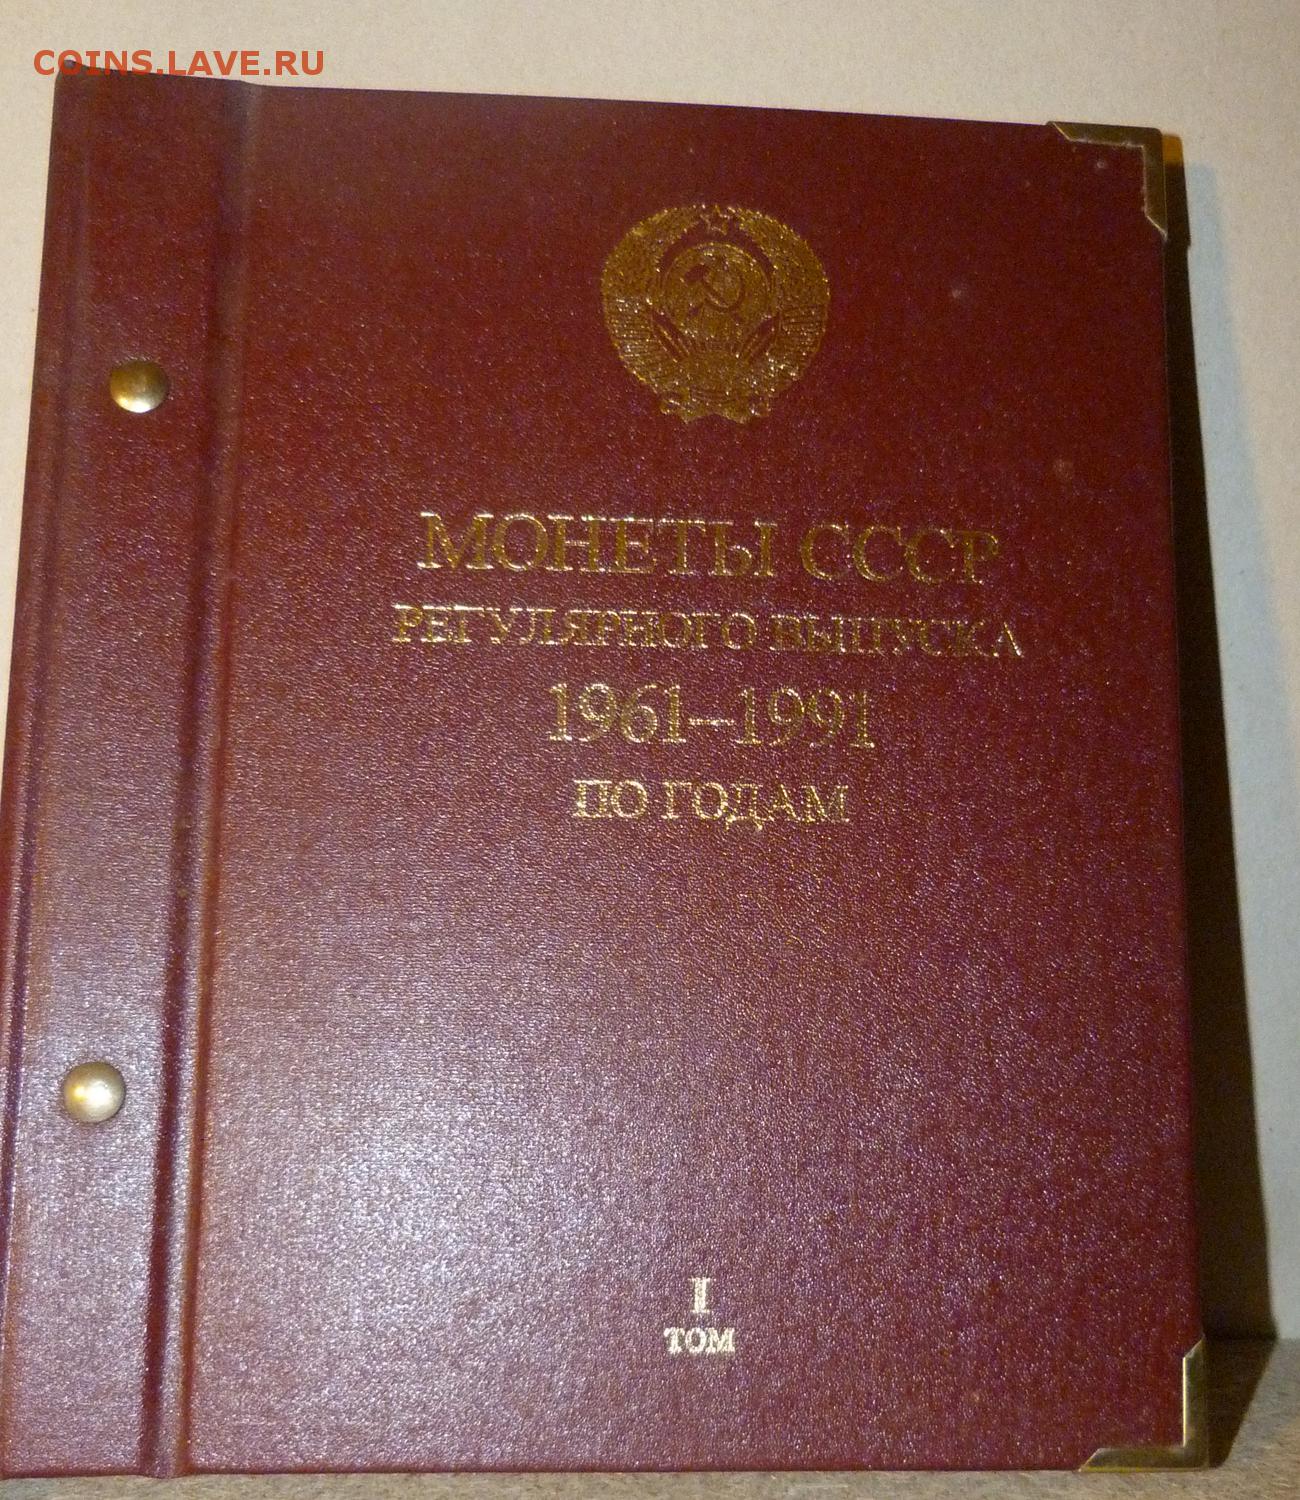 COINS.LAVE.RU
МОНЕТЫ СССР
РЕГУЛЯРНОГО ВЫПУСКА
1961–1991
ПО ГОДАМ
I
ТОМ